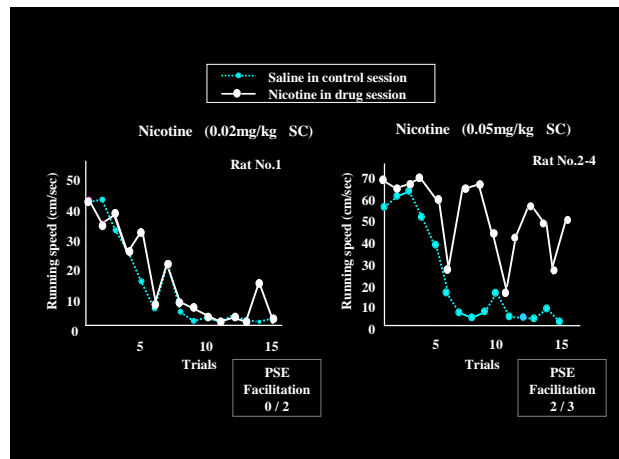 Saline in control session
Nicotine in drug session
Nicotine (0.02mg/kg SC)
Rat No.1
Running speed (cm/sec)
50
40
30
20
10
0
5
10
15
Trials
PSE
Facilitation
0 / 2
Nicotine (0.05mg/kg SC)
Rat No.2-4
Running speed (cm/sec)
70
60
50
40
30
20
10
0
5
10
15
Trials
PSE
Facilitation
2 / 3